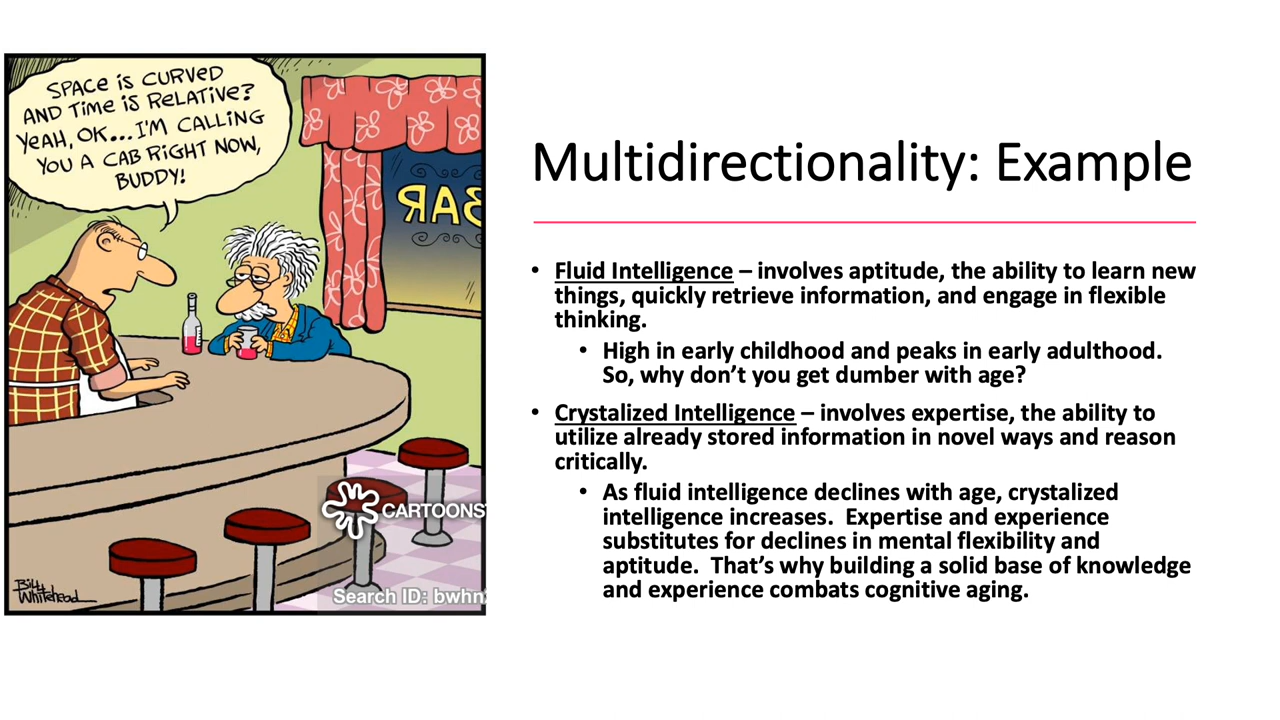 SPACE iS CURVED
AND TiME iS RELATiVE?
YEAH, OK...I'M CALLiNG
YOU A CAB RiGHT NOW,
BUDDY!
BAR
CARTOONS
Bill
Whitehead
Search ID: bwhn
Multidirectionality: Example
• Fluid Intelligence – involves aptitude, the ability to learn new
things, quickly retrieve information, and engage in flexible
thinking.
• High in early childhood and peaks in early adulthood.
So, why don’t you get dumber with age?
• Crystalized Intelligence – involves expertise, the ability to
utilize already stored information in novel ways and reason
critically.
• As fluid intelligence declines with age, crystalized
intelligence increases.  Expertise and experience
substitutes for declines in mental flexibility and
aptitude.  That’s why building a solid base of knowledge
and experience combats cognitive aging.